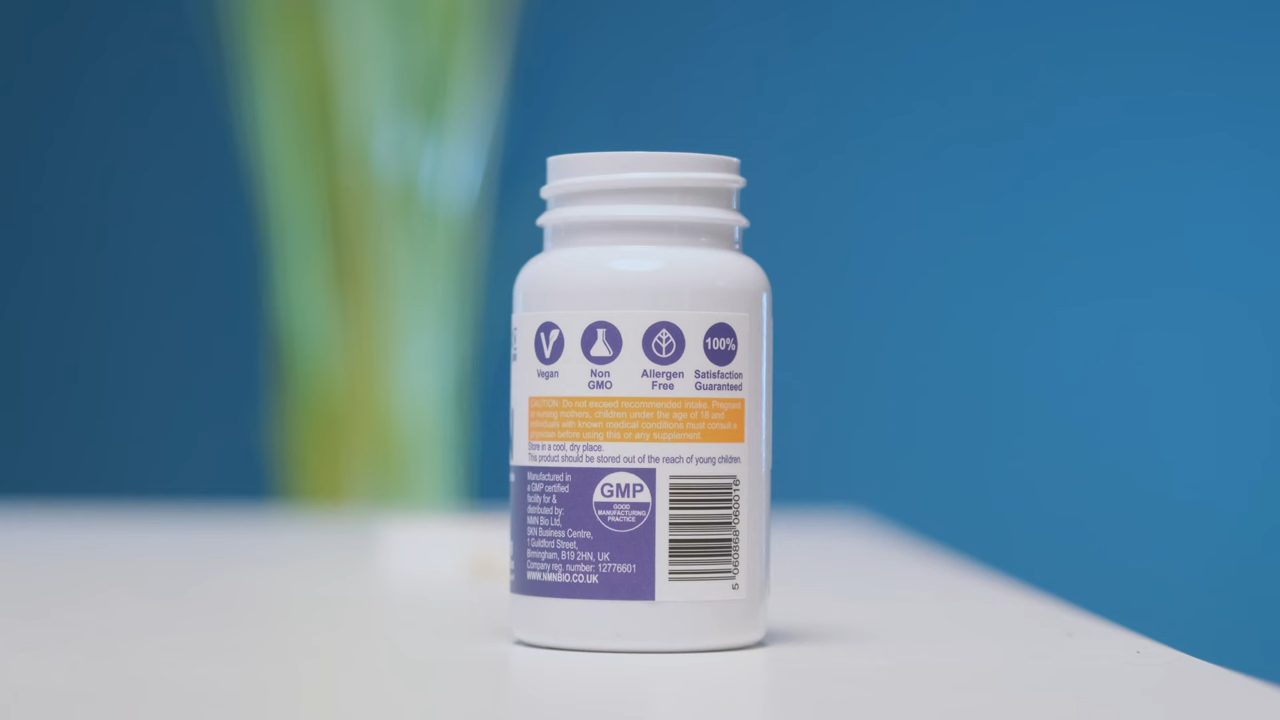 100%
Vegan
Non
GMO
Allergen
Free
Satisfaction
Guaranteed
CAUTION: Do not exceed recommended intake. Pregnant
or nursing mothers, children under the age of 18 and
individuals with known medical conditions must consult a
physician before using this or any supplement.
Store in a cool, dry place.
This product should be stored out of the reach of young children.
Manufactured in
a GMP certified
facility for &
distributed by:
NMN Bio Ltd,
BKN Business Centre,
1 Guildford Street,
Birmingham, B19 2HN, UK
Company reg. number: 12776601
WWW.NMNBIO.CO.UK
GMP
GOOD
MANUFACTURING
PRACTICE
5 060868 060016